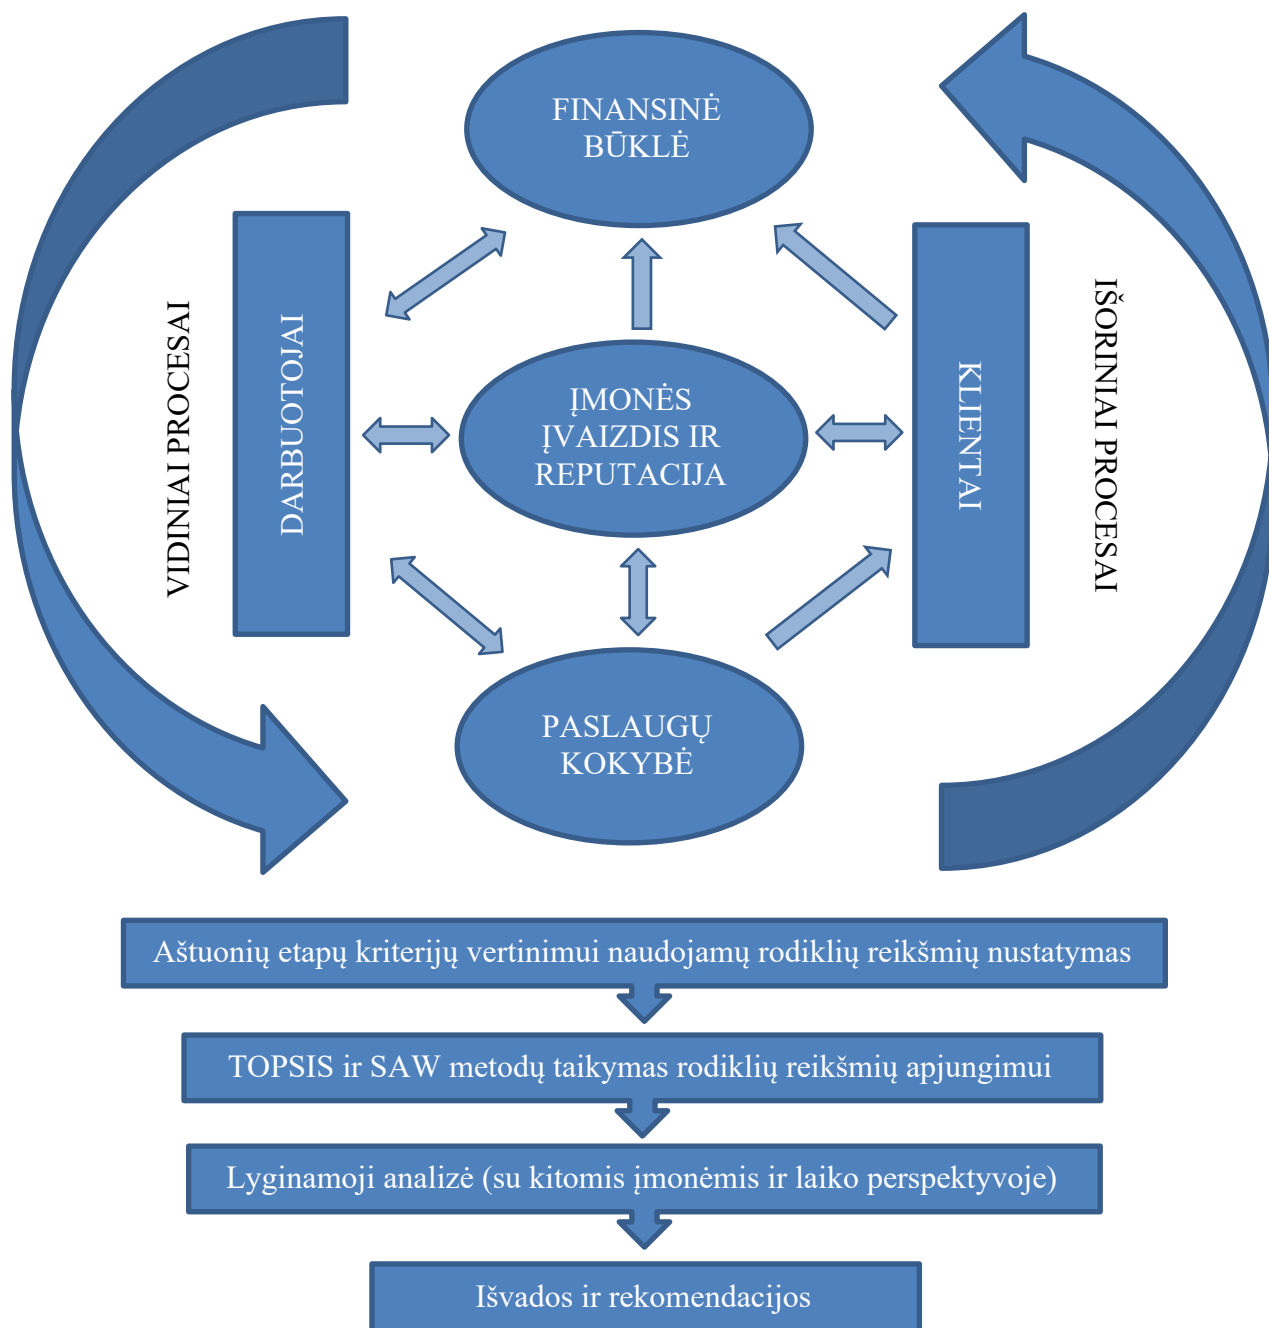 FINANSINĖ
BŪKLĖ
VIDINIAI PROCESAI
DARBUOTOJAI
ĮMONĖS
ĮVAIZDIS IR
REPUTACIJA
KLIENTAI
IŠORINIAI PROCESAI
PASLAUGŲ
KOKYBĖ
Aštuonių etapų kriterijų vertinimui naudojamų rodiklių reikšmių nustatymas
TOPSIS ir SAW metodų taikymas rodiklių reikšmių apjungimui
Lyginamoji analizė (su kitomis įmonėmis ir laiko perspektyvoje)
Išvados ir rekomendacijos